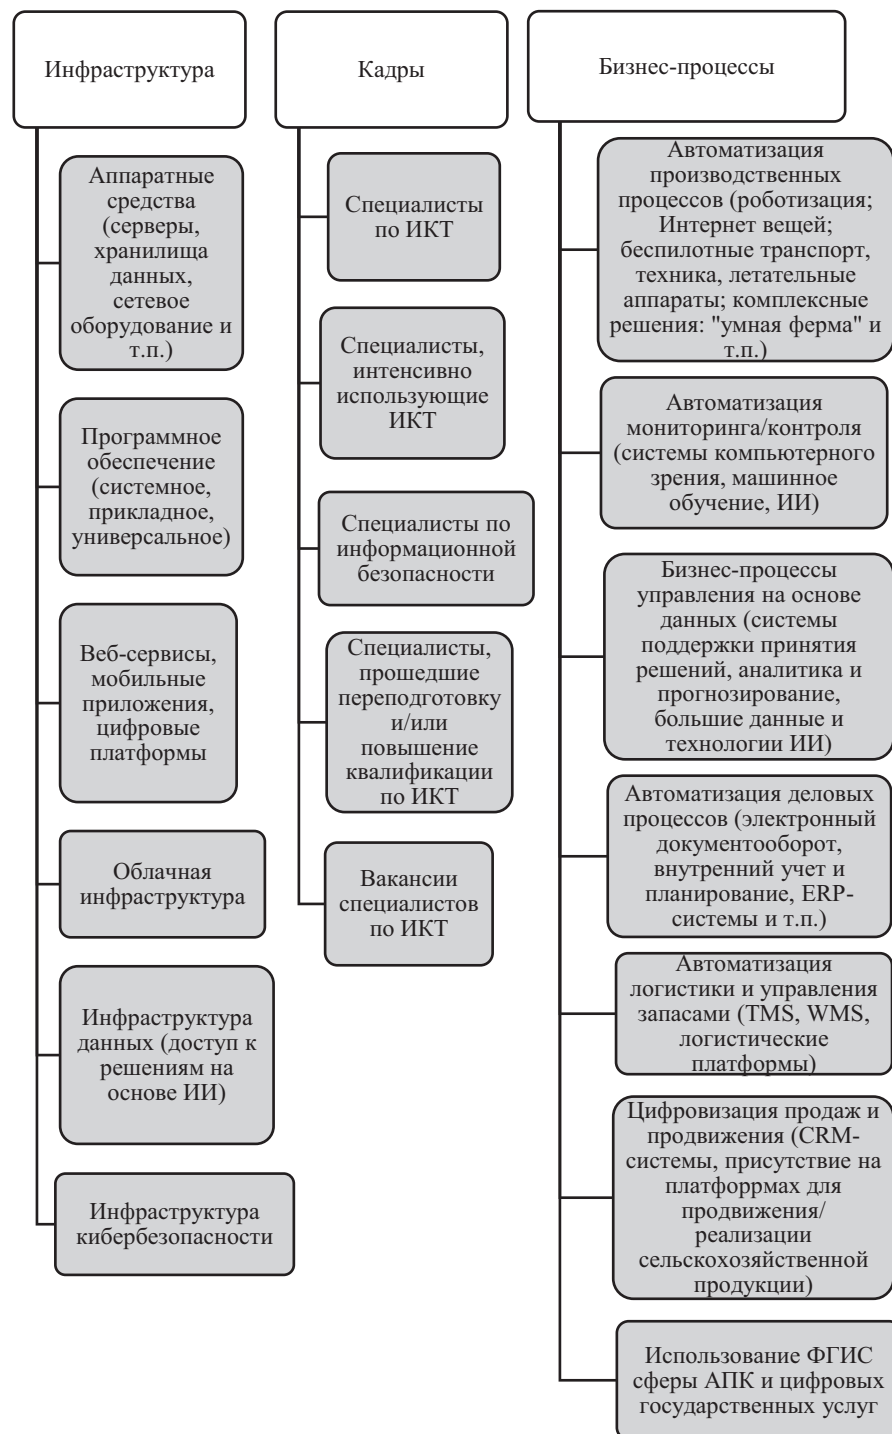 Инфраструктура
Аппаратные
средства
(серверы,
хранилища
данных,
сетевое
оборудование и
т.п.)
Программное
обеспечение
(системное,
прикладное,
универсальное)
Веб-сервисы,
мобильные
приложения,
цифровые
платформы
Облачная
инфраструктура
Инфраструктура
данных (доступ к
решениям на
основе ИИ)
Инфраструктура
кибербезопасности
Кадры
Специалисты
по ИКТ
Специалисты,
интенсивно
использующие
ИКТ
Специалисты по
информационной
безопасности
Специалисты,
прошедшие
переподготовку
и/или
повышение
квалификации
по ИКТ
Вакансии
специалистов
по ИКТ
Бизнес-процессы
Автоматизация
производственных
процессов (роботизация;
Интернет вещей;
беспилотные транспорт,
техника, летательные
аппараты; комплексные
решения: "умная ферма" и
т.п.)
Автоматизация
мониторинга/контроля
(системы компьютерного
зрения, машинное
обучение, ИИ)
Бизнес-процессы
управления на основе
данных (системы
поддержки принятия
решений, аналитика и
прогнозирование,
большие данные и
технологии ИИ)
Автоматизация деловых
процессов (электронный
документооборот,
внутренний учет и
планирование, ERP-
системы и т.п.)
Автоматизация
логистики и управления
запасами (TMS, WMS,
логистические
платформы)
Цифровизация продаж и
продвижения (CRM-
системы, присутствие на
платформрмах для
продвижения/
реализации
сельскохозяйственной
продукции)
Использование ФГИС
сферы АПК и цифровых
государственных услуг